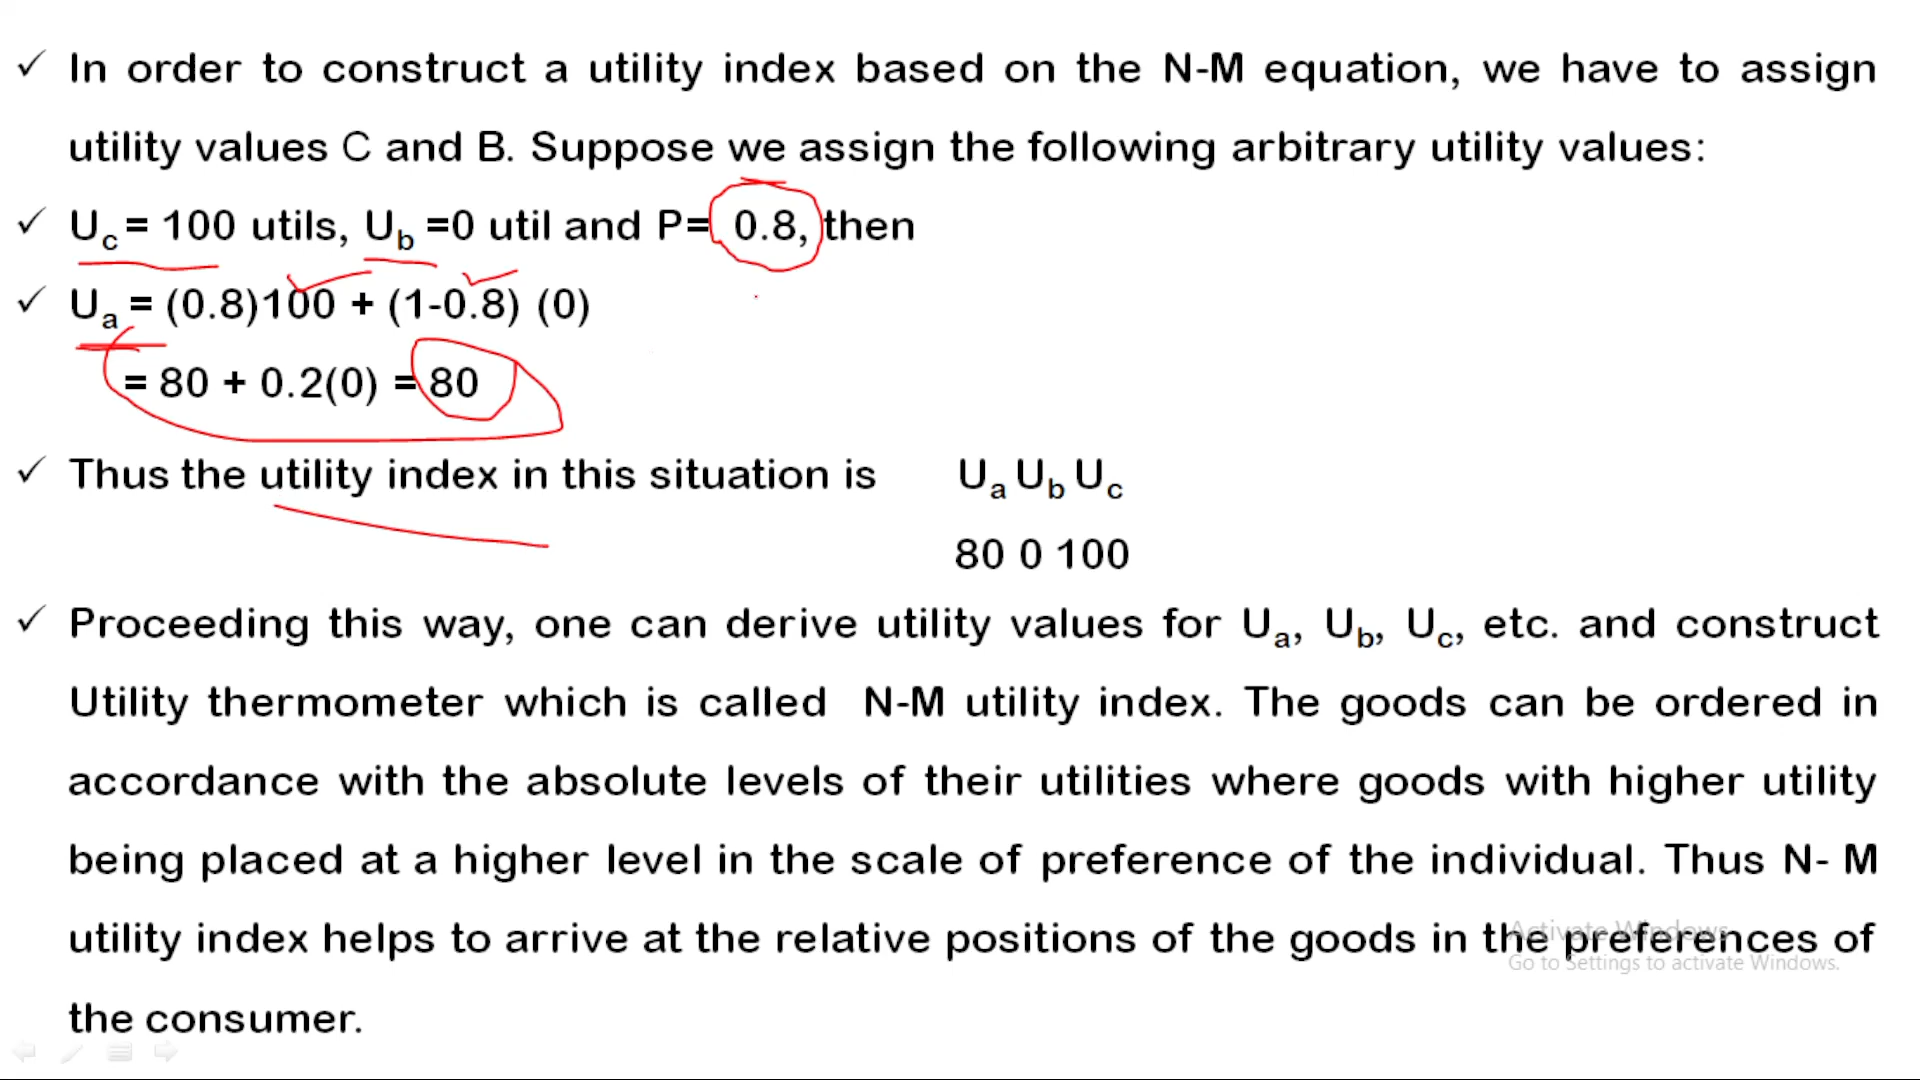 ✓ In order to construct a utility index based on the N-M equation, we have to assign
utility values C and B. Suppose we assign the following arbitrary utility values:
✓ Uc = 100 utils, Ub =0 util and P= 0.8, then
✓ Ua = (0.8)100 + (1-0.8) (0)
= 80 + 0.2(0) = 80
✓ Thus the utility index in this situation is Ua Ub Uc
80 0 100
✓ Proceeding this way, one can derive utility values for Ua, Ub, Uc, etc. and construct
Utility thermometer which is called N-M utility index. The goods can be ordered in
accordance with the absolute levels of their utilities where goods with higher utility
being placed at a higher level in the scale of preference of the individual. Thus N- M
utility index helps to arrive at the relative positions of the goods in the preferences of
the consumer.
Activate Windows
Go to Settings to activate Windows.